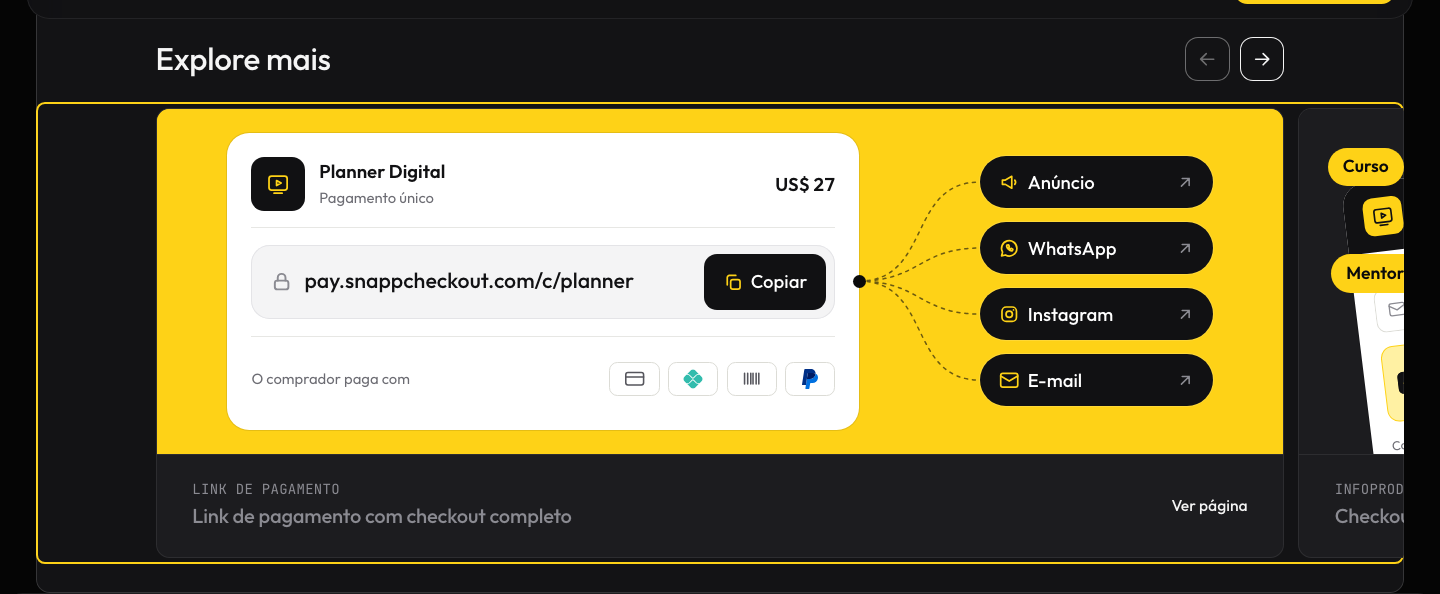 Explore mais
Planner Digital
Pagamento único
US$ 27
pay.snappcheckout.com/c/planner
Copiar
O comprador paga com
Anúncio
WhatsApp
Instagram
E-mail
LINK DE PAGAMENTO
Link de pagamento com checkout completo
Ver página
Curso
Mentor
INFOPROD